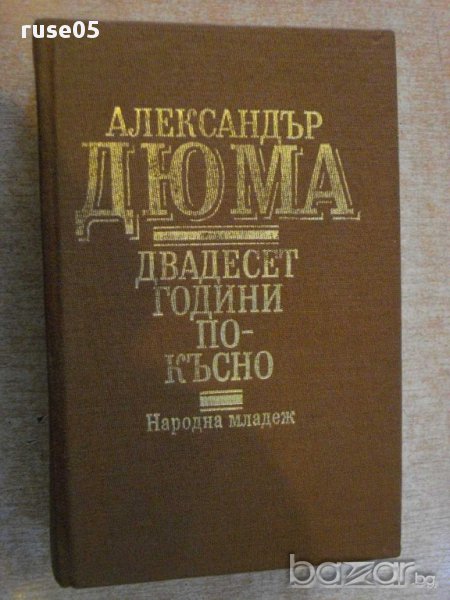 ruse05
АЛЕКСАНДЪР
ДЮМА
ДВАДЕСЕТ
ГОДИНИ
ПО-
КЪСНО
Народна младеж
bazar.bg